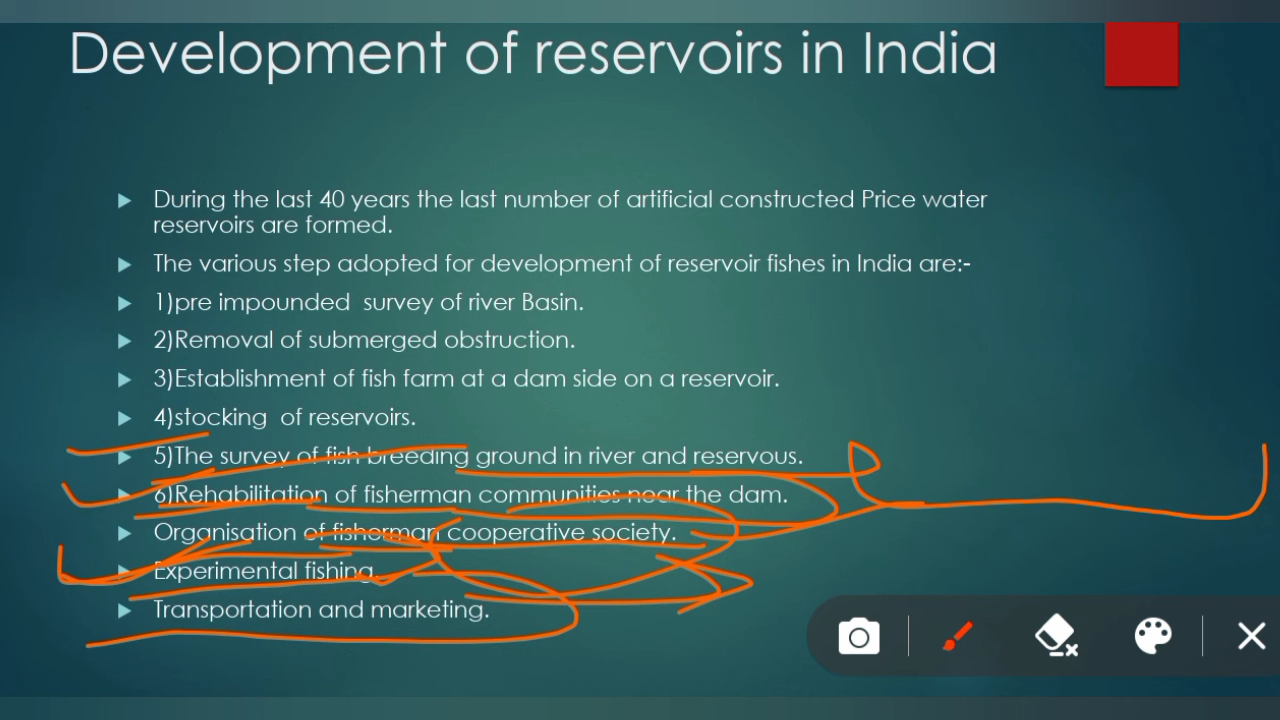 Development of reservoirs in India
During the last 40 years the last number of artificial constructed Price water
reservoirs are formed.
The various step adopted for development of reservoir fishes in India are:-
1)pre impounded survey of river Basin.
2)Removal of submerged obstruction.
3)Establishment of fish farm at a dam side on a reservoir.
4)stocking of reservoirs.
5)The survey of fish breeding ground in river and reservous.
6)Rehabilitation of fisherman communities near the dam.
Organisation of fisherman cooperative society.
Experimental fishing.
Transportation and marketing.